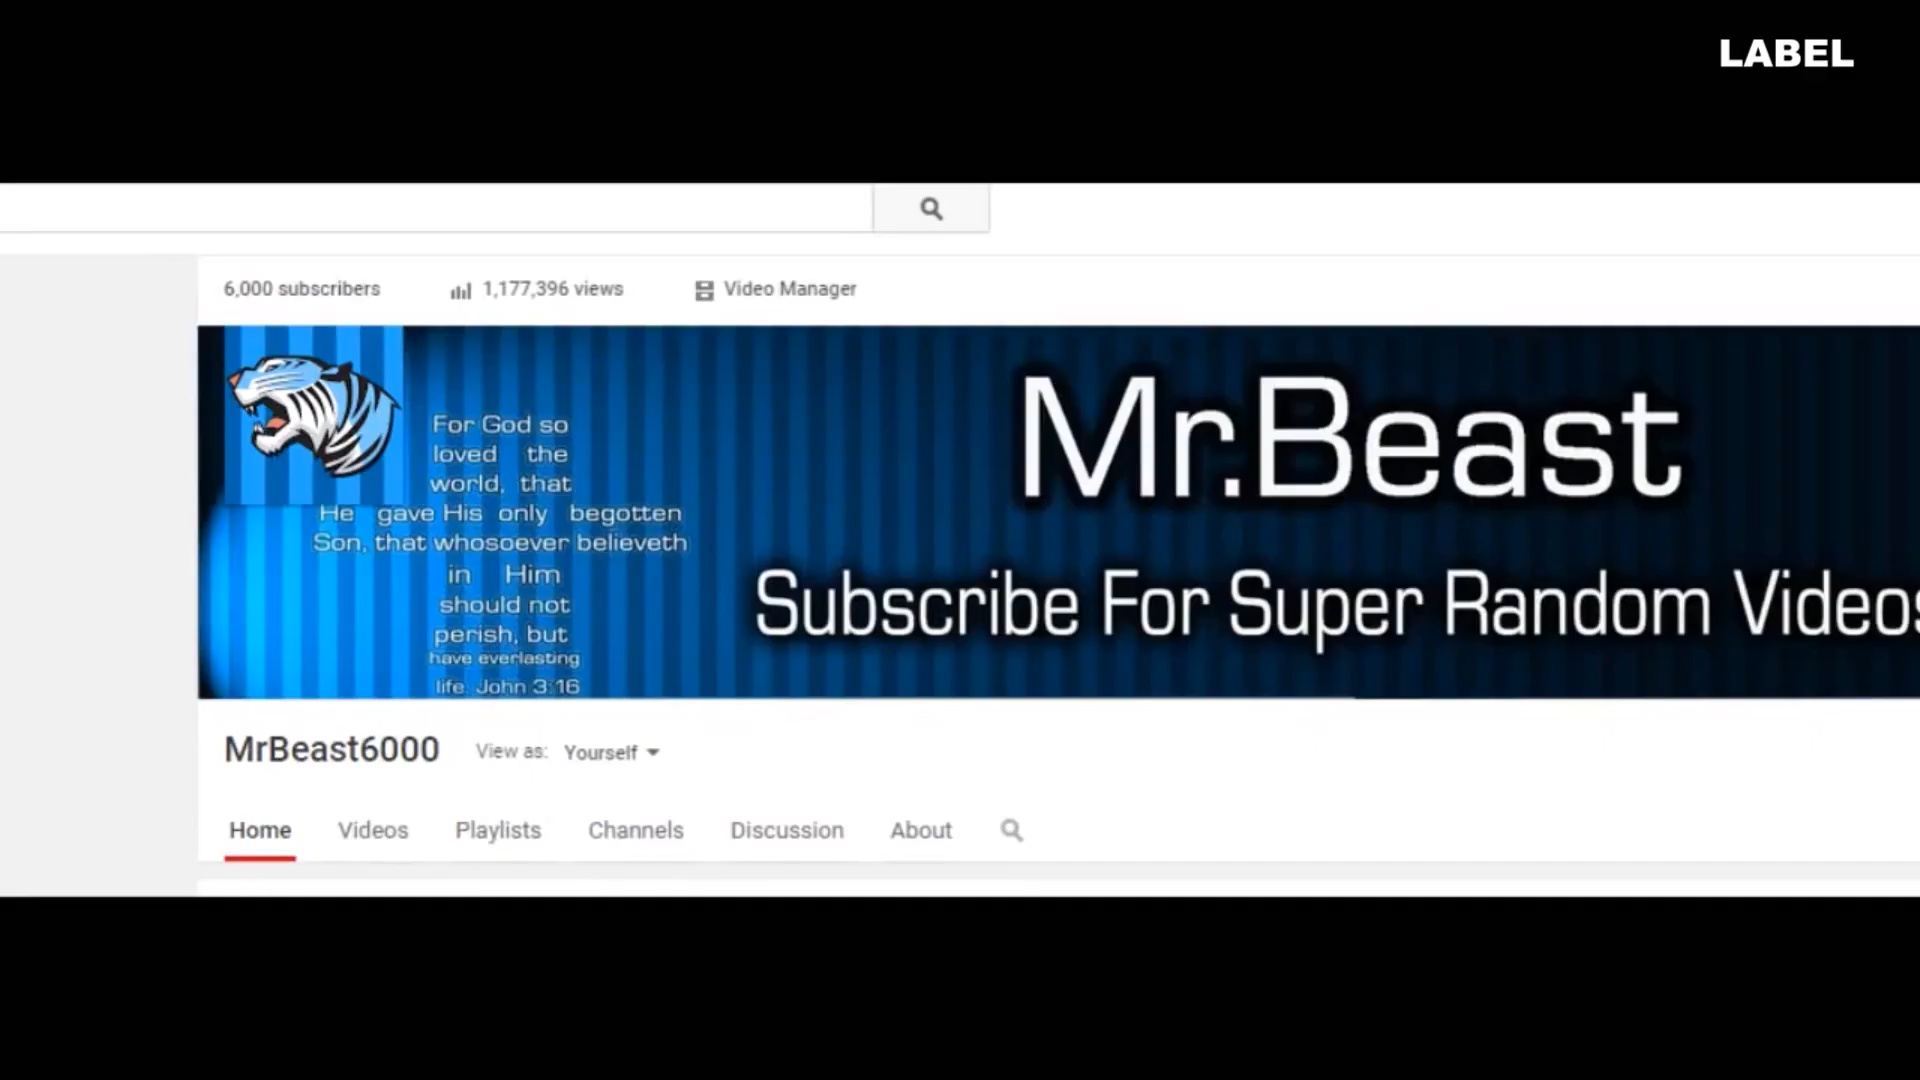 LABEL
6,000 subscribers
1,177,396 views
Video Manager
Mr.Beast
Subscribe For Super Random Videos
For God so
loved the
world, that
He gave His only begotten
Son, that whosoever believeth
in Him
should not
perish, but
have everlasting
life. John 3:16
MrBeast6000
View as: Yourself
Home Videos Playlists Channels Discussion About